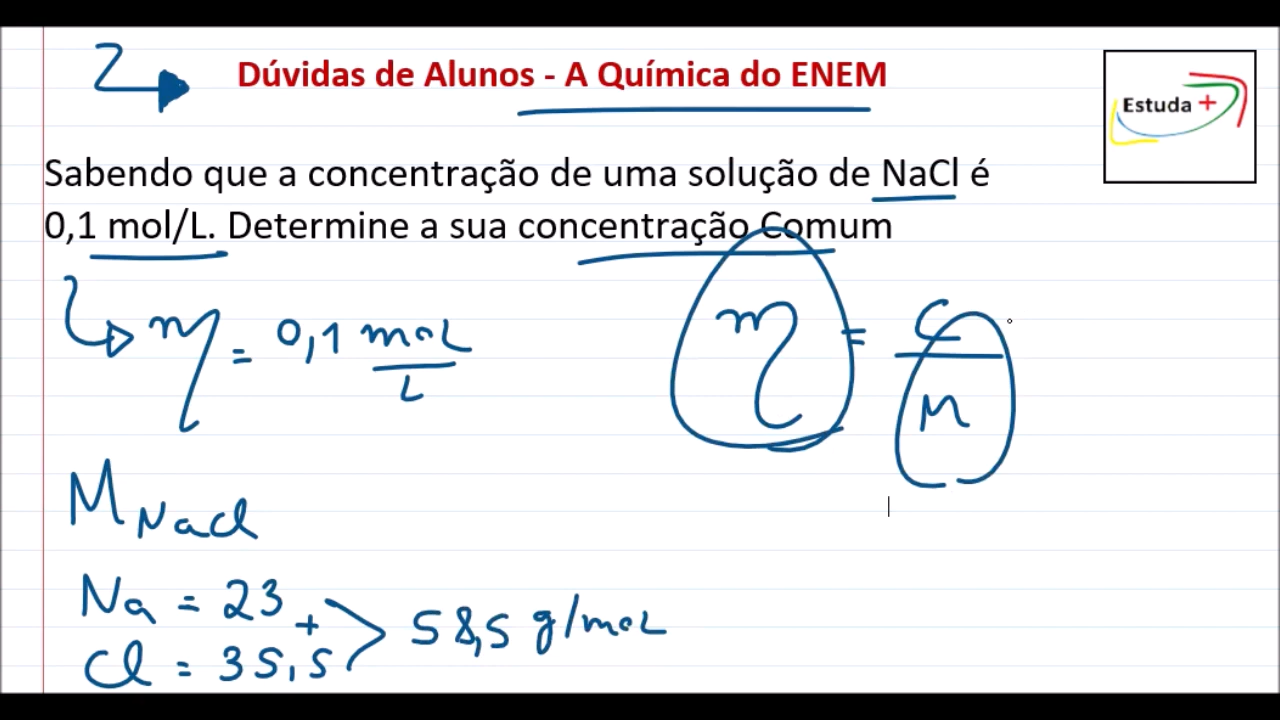 Dúvidas de Alunos - A Química do ENEM
Estuda +
Sabendo que a concentração de uma solução de NaCl é
0,1 mol/L. Determine a sua concentração Comum
η = 0,1 mol/L
η = C/M
M NaCl
Na = 23
+ 58,5 g/mol
Cl = 35,5